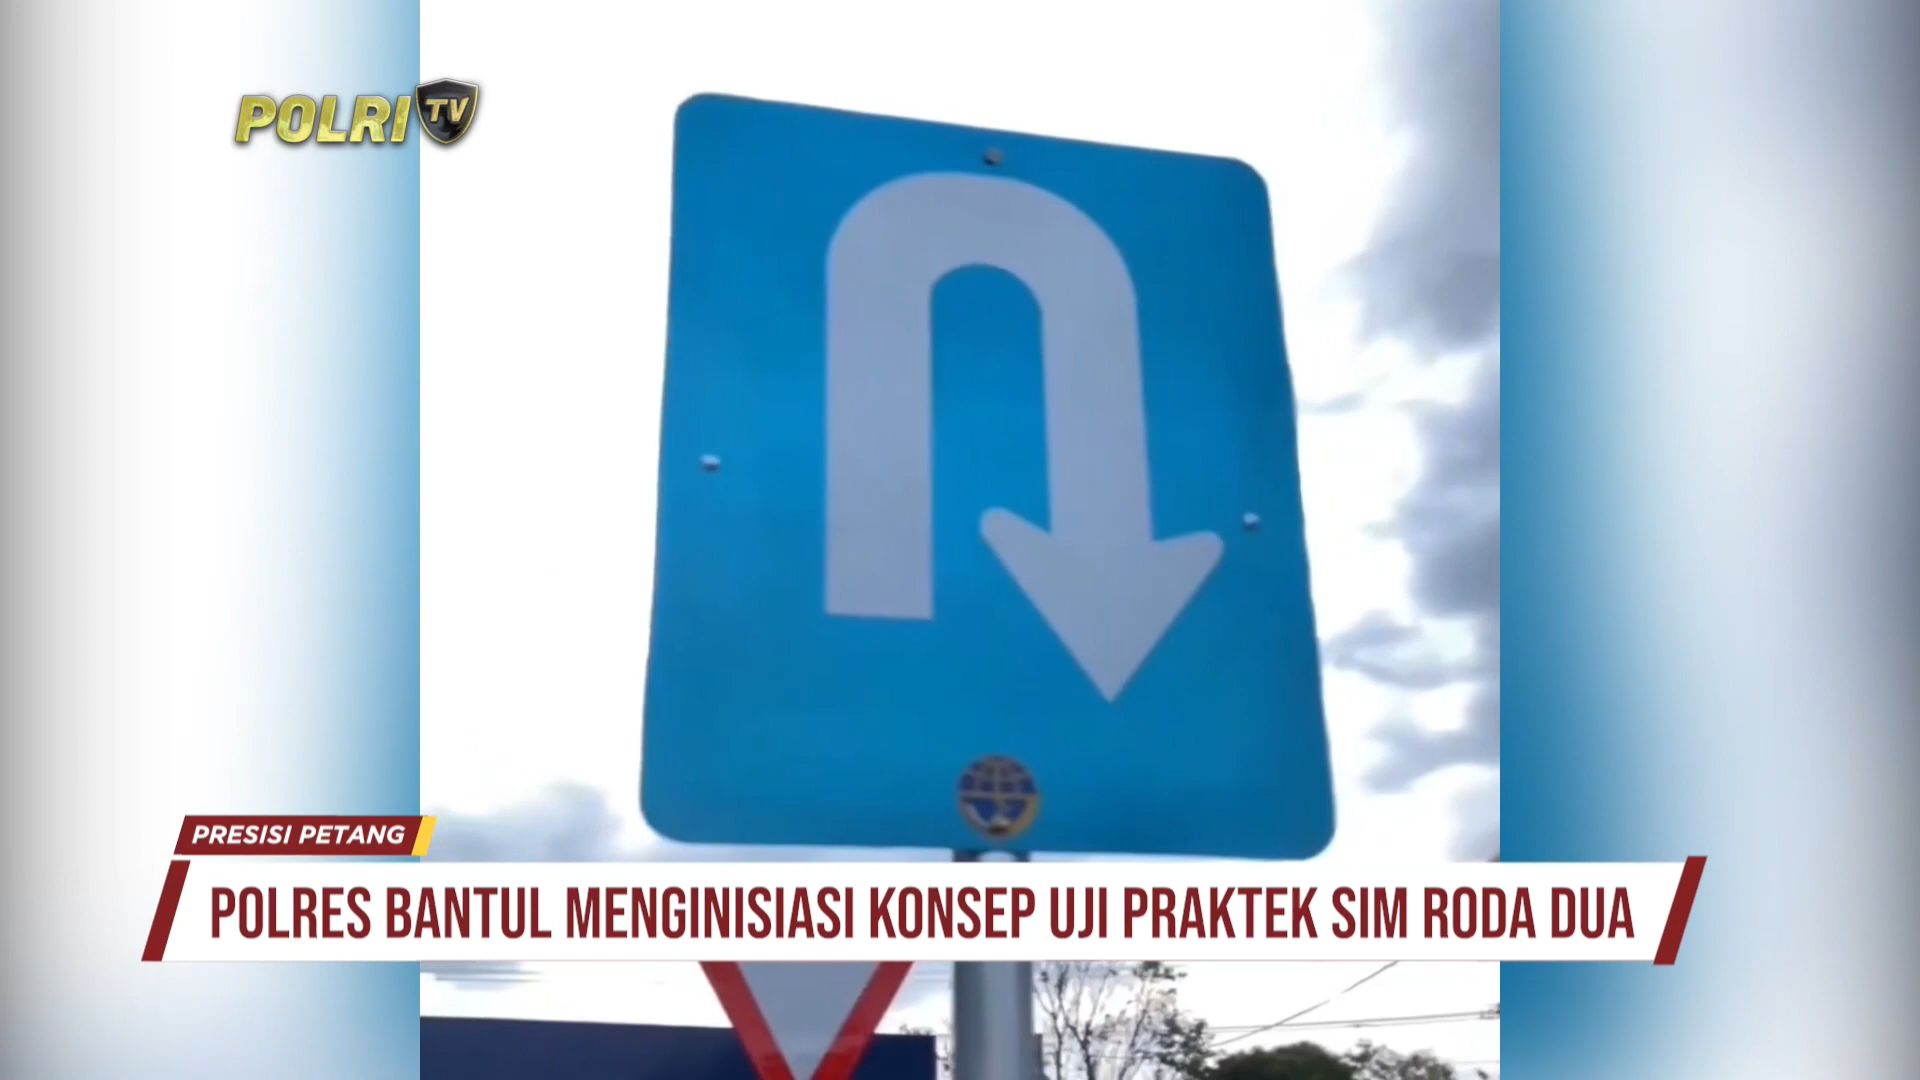 POLRI TV
PRESISI PETANG
POLRES BANTUL MENGINISIASI KONSEP UJI PRAKTEK SIM RODA DUA